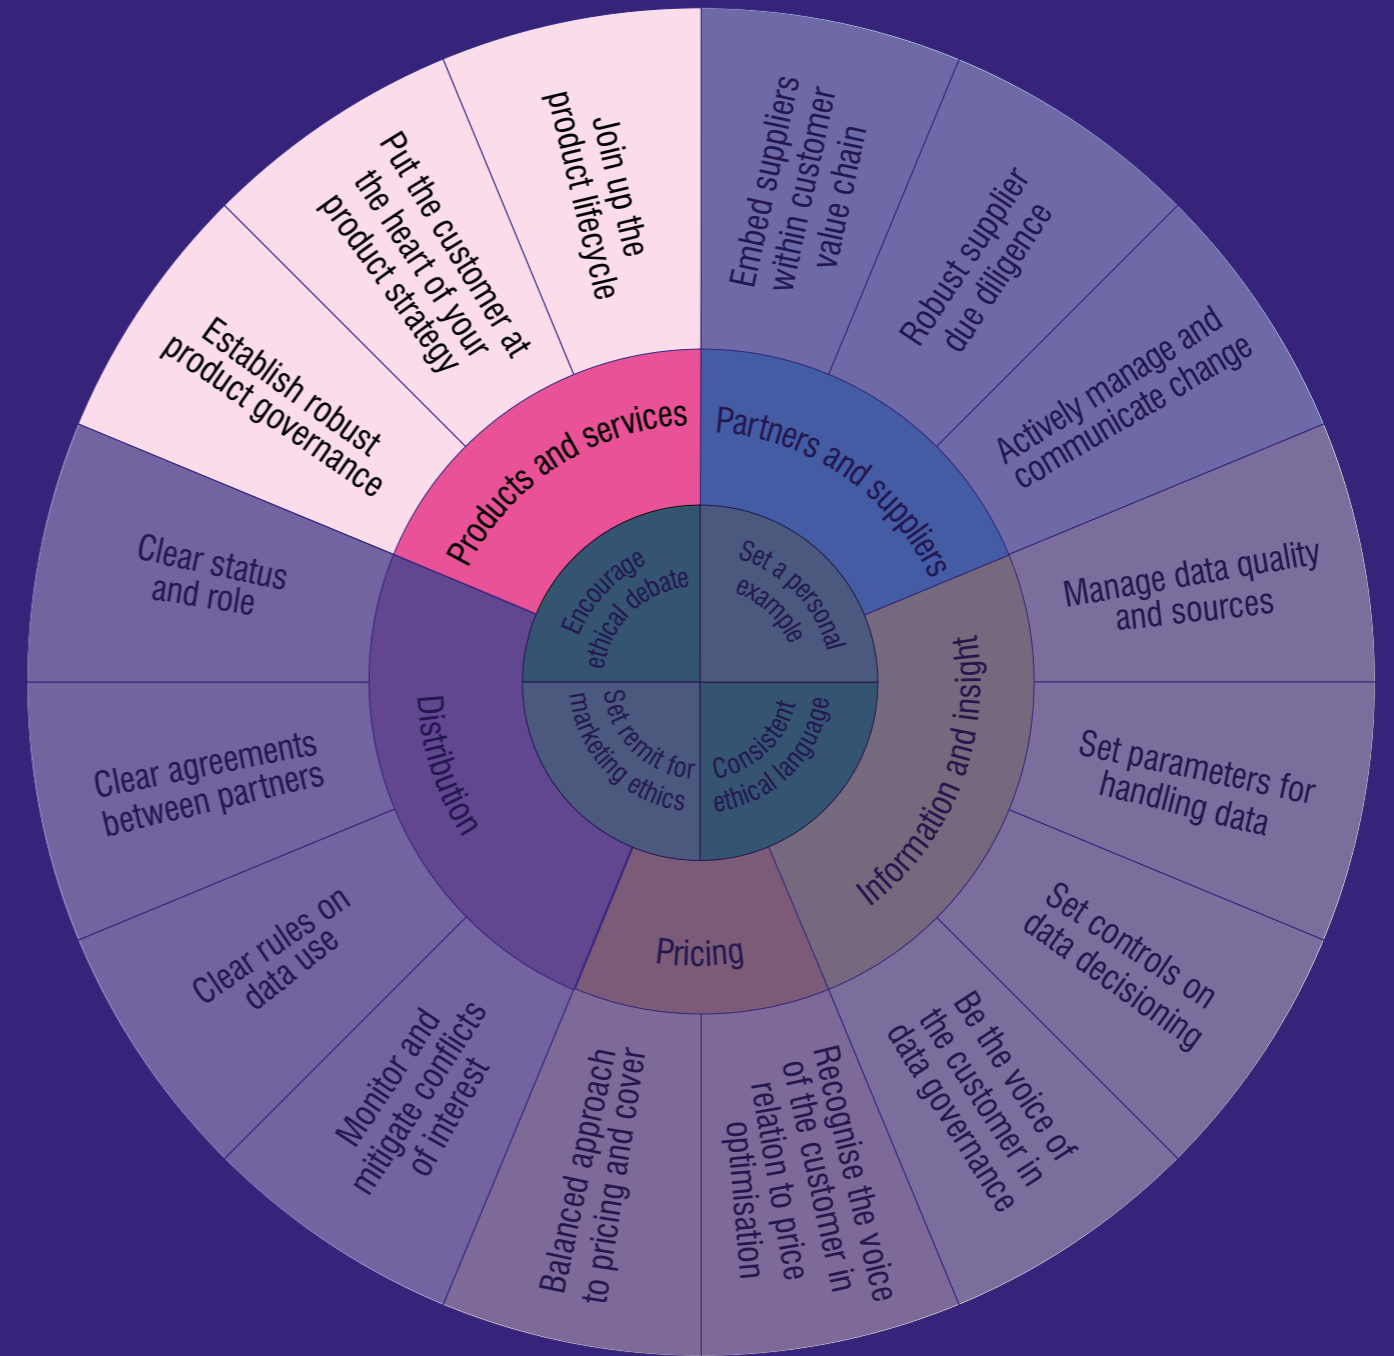 Join up the
product lifecycle
Put the customer at
the heart of your
product strategy
Establish robust
product governance
Clear status
and role
Clear agreements
between partners
Clear rules on
data use
Monitor and
mitigate conflicts
of interest
Balanced approach
to pricing and cover
Recognise the voice
of the customer in
relation to price
optimisation
Be the voice of
the customer in
data governance
Set controls on
data decisioning
Set parameters for
handling data
Manage data quality
and sources
Actively manage and
communicate change
Robust supplier
due diligence
Embed suppliers
within customer
value chain
Products and services
Partners and suppliers
Information and insight
Pricing
Distribution
Encourage
ethical debate
Set a personal
example
Consistent
ethical language
Set remit for
marketing ethics